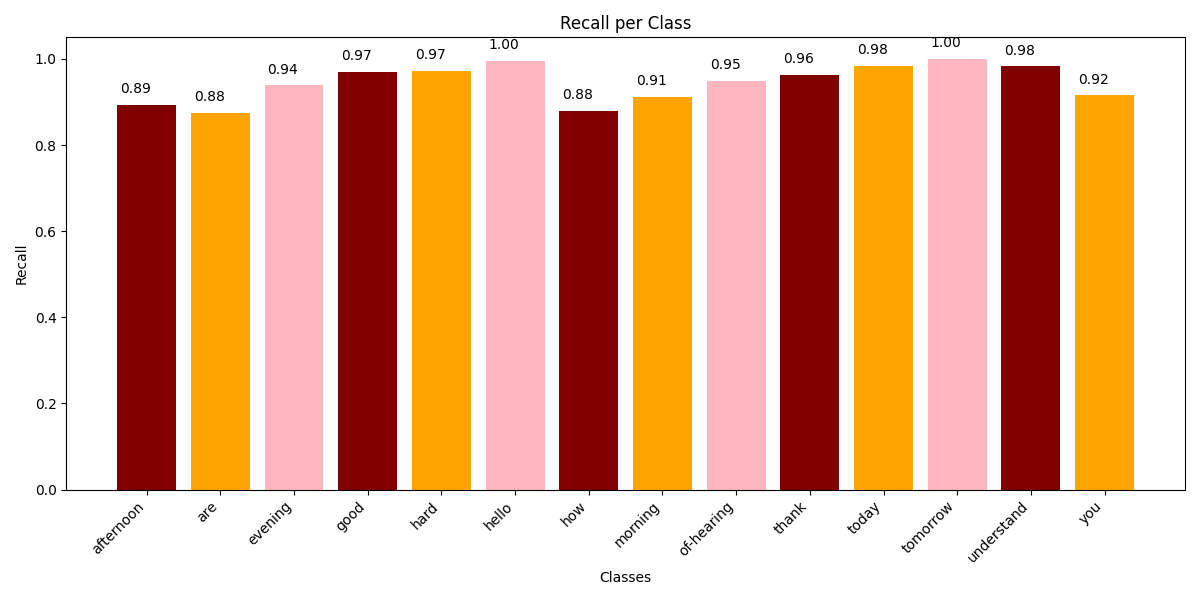 Recall per Class
0.89 0.88 0.94 0.97 0.97 1.00 0.88 0.91 0.95 0.96 0.98 1.00 0.98 0.92
1.0
0.8
0.6
0.4
0.2
0.0
Recall
afternoon are evening good hard hello how morning of-hearing thank today tomorrow understand you
Classes